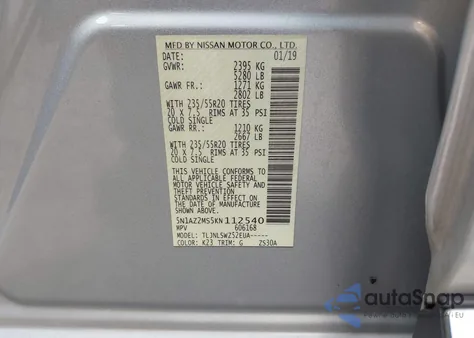 MFD BY NISSAN MOTOR CO., LTD.
DATE: 01/19
GVWR: 2395 KG
5280 LB
GAWR FR.: 1271 KG
2802 LB
WITH 235/55R20 TIRES
20 X 7.5 RIMS AT 35 PSI
COLD SINGLE
GAWR RR.: 1210 KG
2667 LB
WITH 235/55R20 TIRES
20 X 7.5 RIMS AT 35 PSI
COLD SINGLE
THIS VEHICLE CONFORMS TO
ALL APPLICABLE FEDERAL
MOTOR VEHICLE SAFETY AND
THEFT PREVENTION STANDARDS
IN EFFECT ON THE DATE OF
MANUFACTURE SHOWN ABOVE.
5N1AZ2MS5KN112540
MPV 606168
MODEL: TLJNLSWZ52EUA-----
COLOR: K23 TRIM: G ZS30A
autoSnap